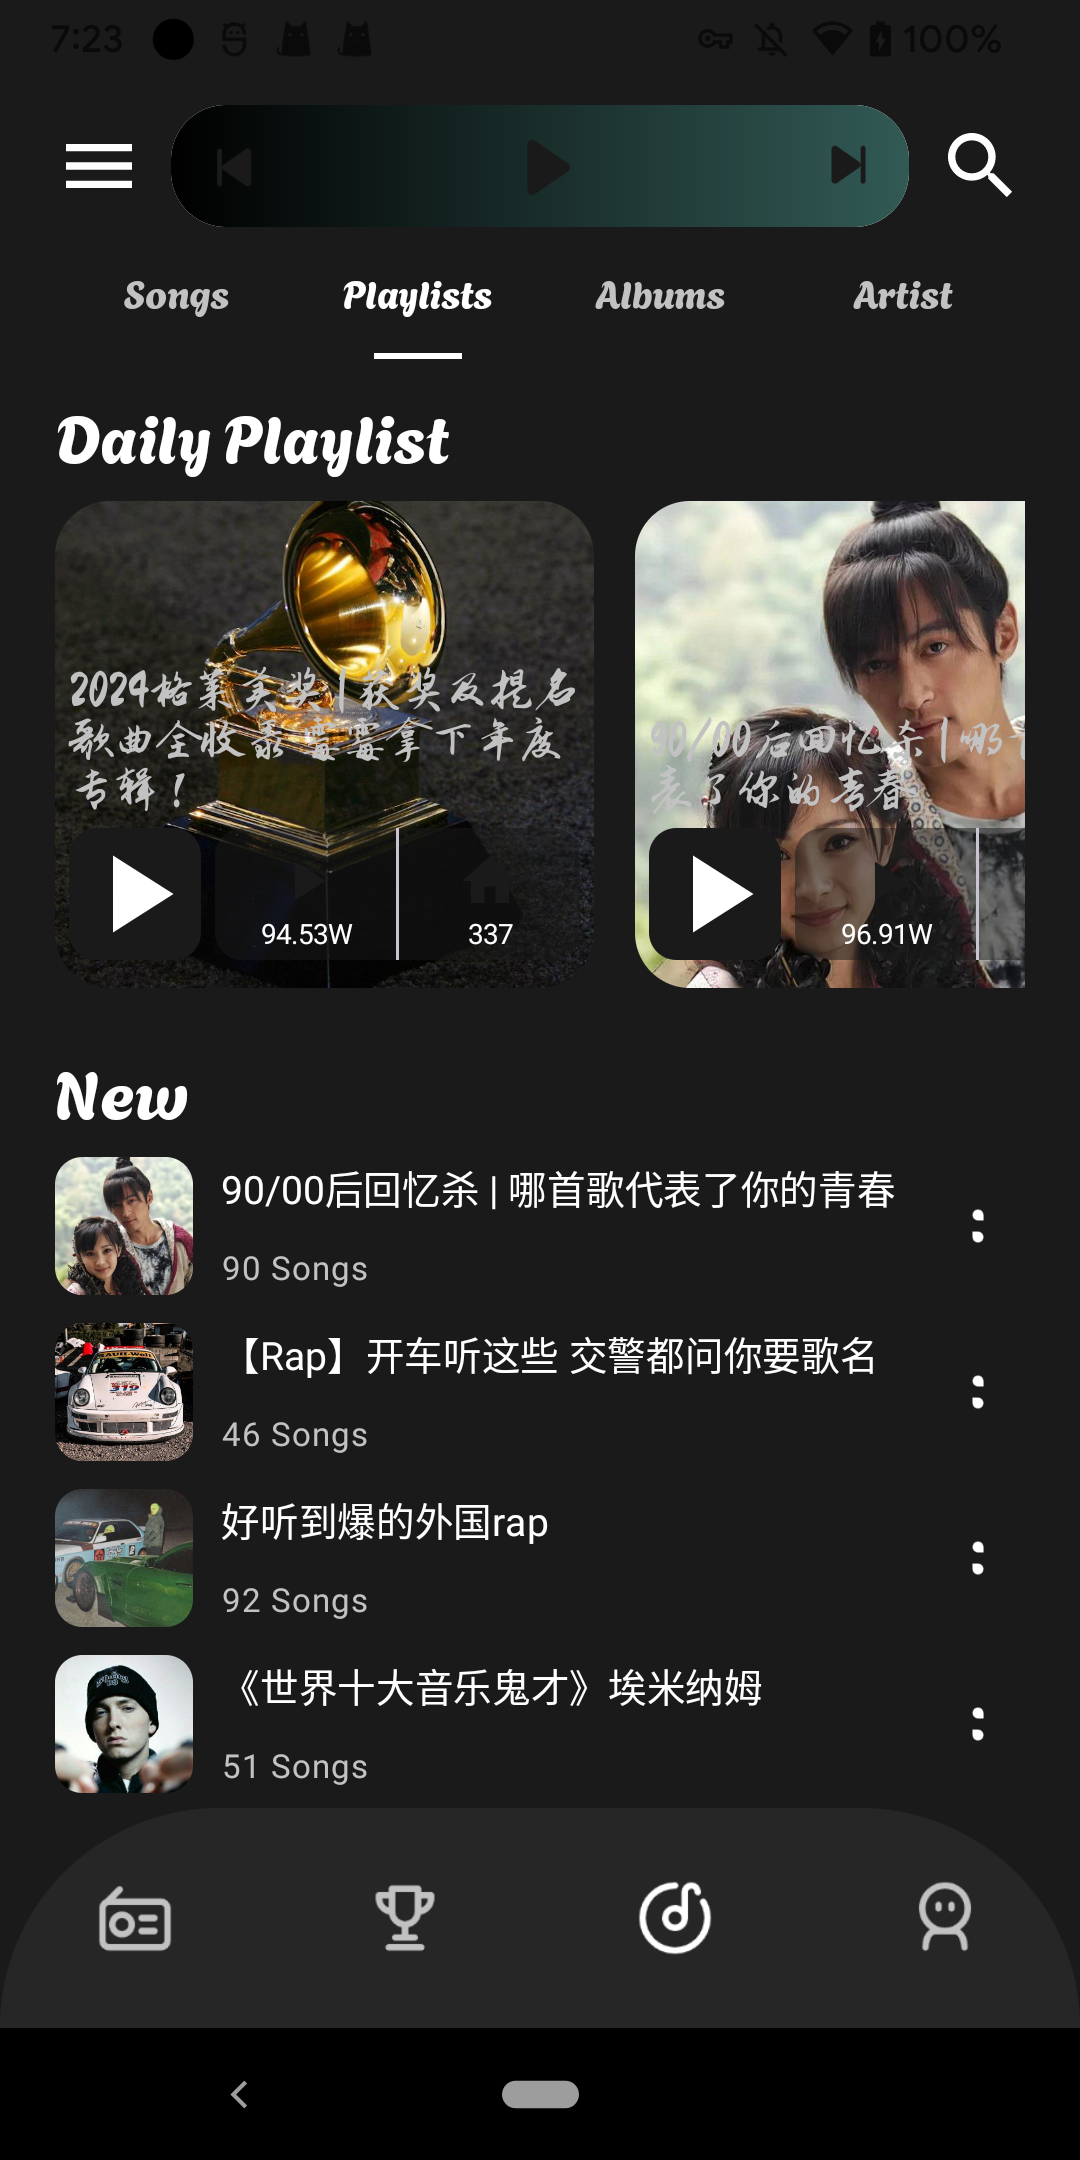 7:23
100%
Songs
Playlists
Albums
Artist
Daily Playlist
2024格莱美奖|获奖及提名
歌曲全收录 霉霉拿下年度
专辑！
94.53W
337
90/00后回忆杀|哪
表了你的青春
96.91W
New
90/00后回忆杀 | 哪首歌代表了你的青春
90 Songs
【Rap】开车听这些 交警都问你要歌名
46 Songs
好听到爆的外国rap
92 Songs
《世界十大音乐鬼才》埃米纳姆
51 Songs